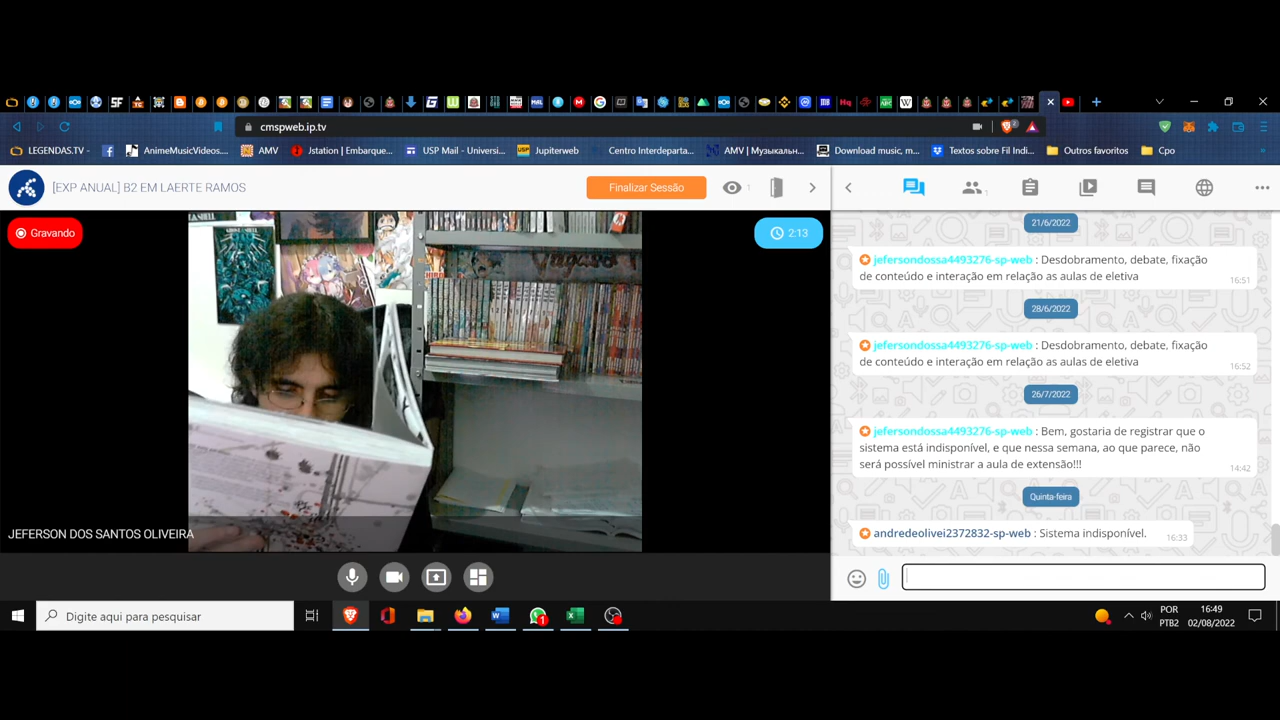 cmspweb.ip.tv
LEGENDAS.TV
AnimeMusicVideos....
AMV
Jstation | Embarque...
USP Mail - Universi...
Jupiterweb
Centro Interdeparta...
AMV | Музыкальн...
Download music, m...
Textos sobre Fil Indi...
Outros favoritos
Cpo
[EXP ANUAL] B2 EM LAERTE RAMOS
Finalizar Sessão
1
1
Gravando
2:13
JEFERSON DOS SANTOS OLIVEIRA
21/6/2022
jefersondossa4493276-sp-web : Desdobramento, debate, fixação
de conteúdo e interação em relação as aulas de eletiva
16:51
28/6/2022
jefersondossa4493276-sp-web : Desdobramento, debate, fixação
de conteúdo e interação em relação as aulas de eletiva
16:52
26/7/2022
jefersondossa4493276-sp-web : Bem, gostaria de registrar que o
sistema está indisponível, e que nessa semana, ao que parece, não
será possível ministrar a aula de extensão!!!
14:42
Quinta-feira
andredeolivei2372832-sp-web : Sistema indisponível.
16:33
Digite aqui para pesquisar
1
POR
PTB2
16:49
02/08/2022